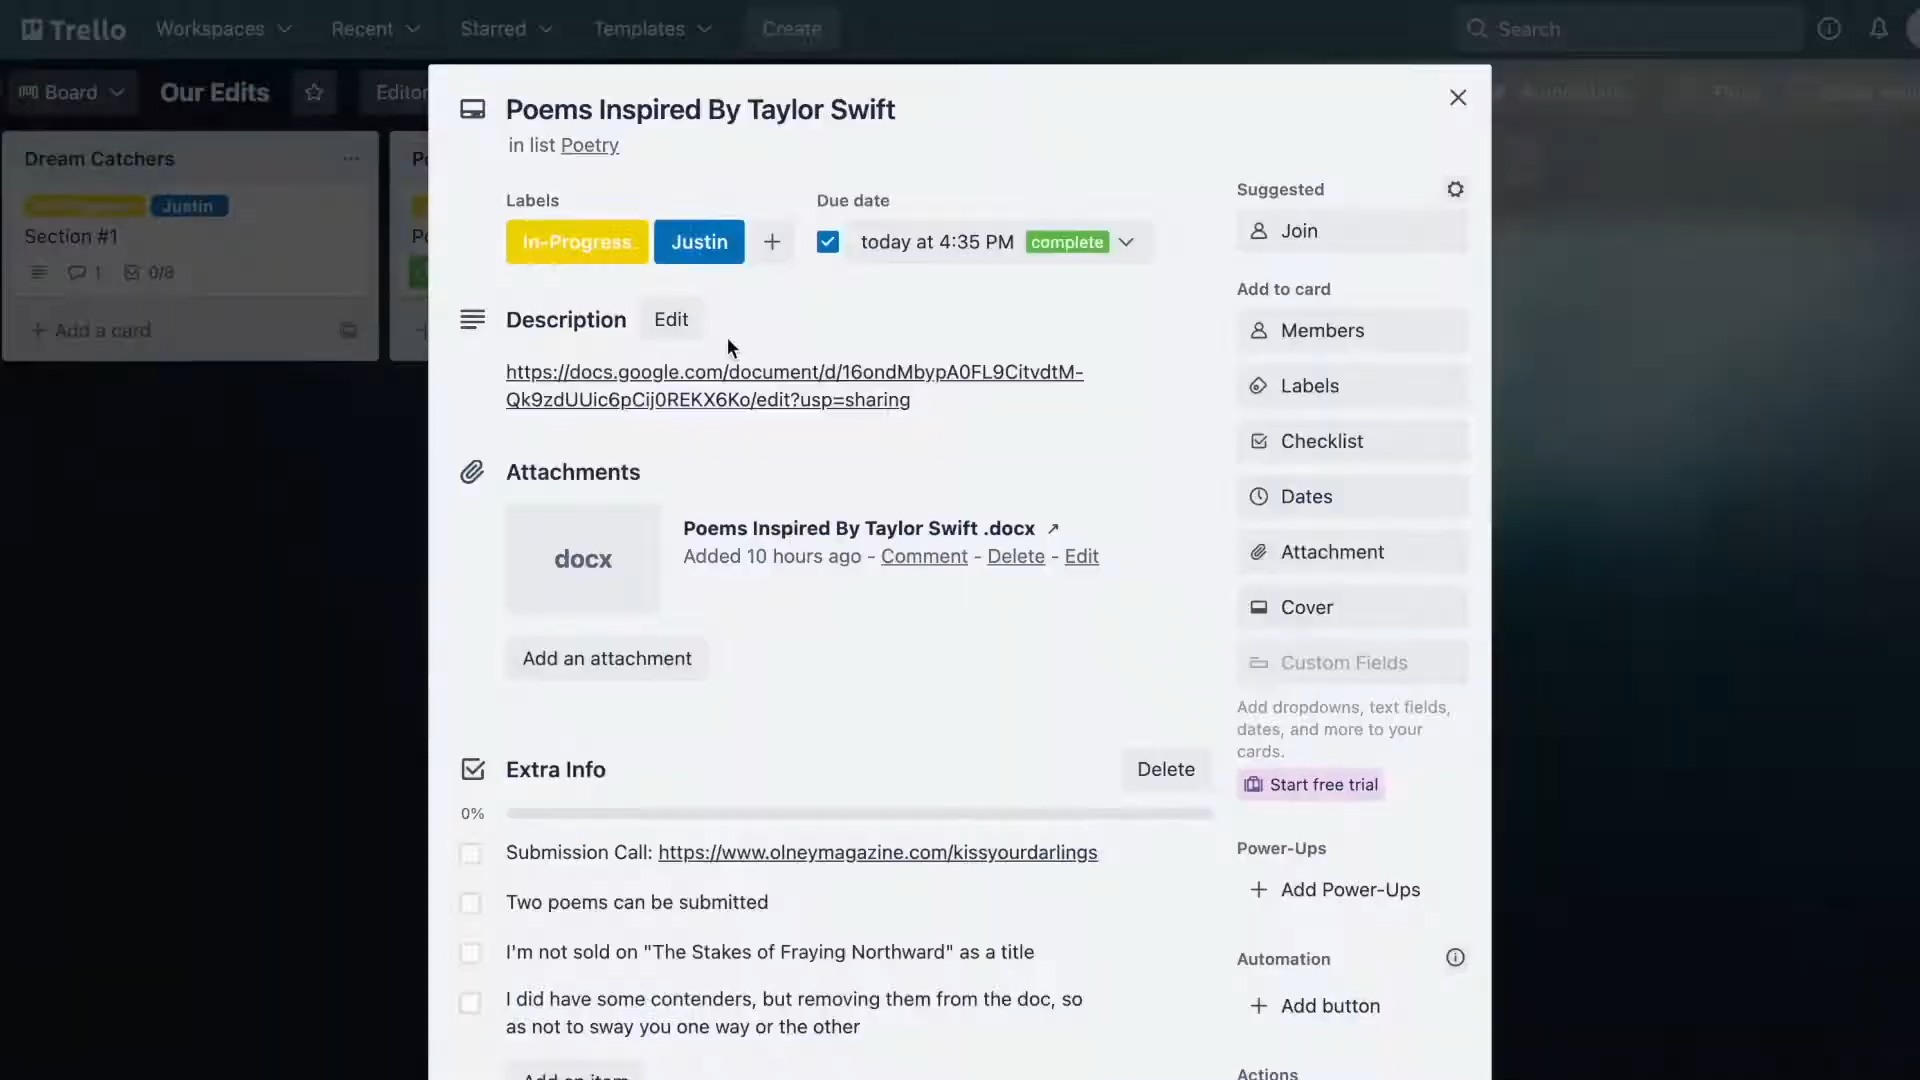 Trello
Workspaces
Recent
Starred
Templates
Create
Search
Board
Our Edits
Editor
Dream Catchers
Justin
Section #1
1
0/8
+ Add a card
Poems Inspired By Taylor Swift
in list Poetry
Labels
In-Progress
Justin
Due date
today at 4:35 PM complete
Description
Edit
https://docs.google.com/document/d/16ondMbypA0FL9CitvdtM-
Qk9zdUUic6pCij0REKX6Ko/edit?usp=sharing
Attachments
docx
Poems Inspired By Taylor Swift .docx ↗
Added 10 hours ago - Comment - Delete - Edit
Add an attachment
Extra Info
Delete
0%
Submission Call: https://www.olneymagazine.com/kissyourdarlings
Two poems can be submitted
I'm not sold on "The Stakes of Fraying Northward" as a title
I did have some contenders, but removing them from the doc, so
as not to sway you one way or the other
Add an item
Suggested
Join
Add to card
Members
Labels
Checklist
Dates
Attachment
Cover
Custom Fields
Add dropdowns, text fields,
dates, and more to your
cards.
Start free trial
Power-Ups
+ Add Power-Ups
Automation
+ Add button
Actions